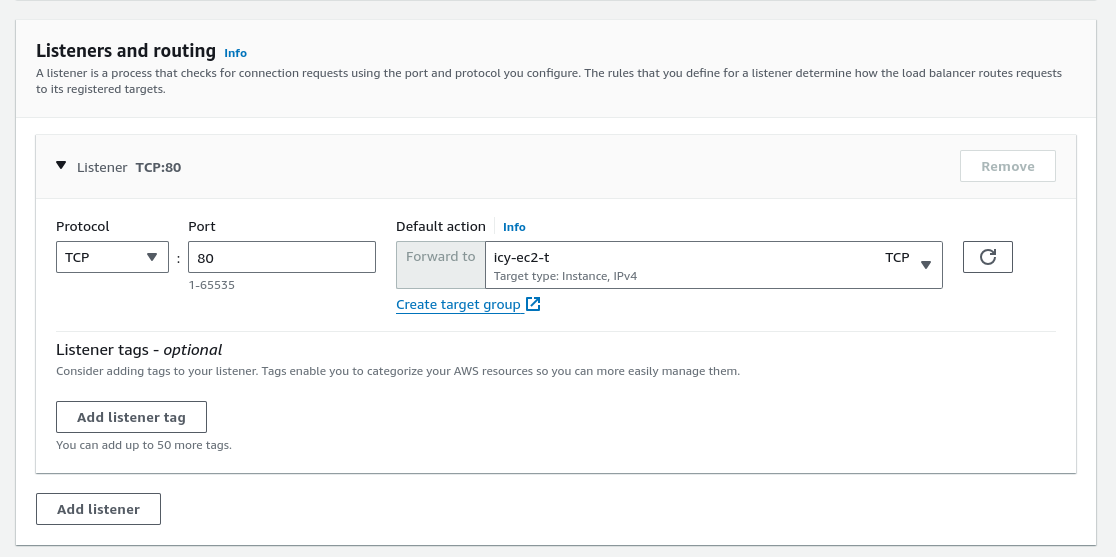 Listeners and routing Info
A listener is a process that checks for connection requests using the port and protocol you configure. The rules that you define for a listener determine how the load balancer routes requests
to its registered targets.
Listener TCP:80
Remove
Protocol
Port
Default action Info
TCP
:
80
Forward to
icy-ec2-t
TCP
Target type: Instance, IPv4
1-65535
Create target group
Listener tags - optional
Consider adding tags to your listener. Tags enable you to categorize your AWS resources so you can more easily manage them.
Add listener tag
You can add up to 50 more tags.
Add listener